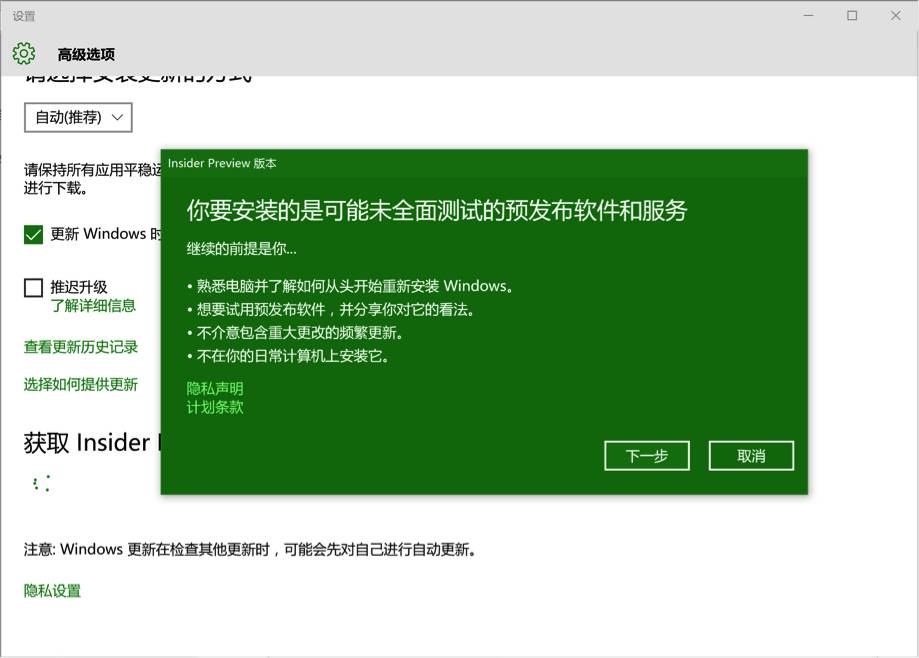 设置
高级选项
请选择安装更新的方式
自动(推荐)
请保持所有应用平稳运
进行下载。
更新 Windows 时
推迟升级
了解详细信息
查看更新历史记录
选择如何提供更新
获取 Insider
注意: Windows 更新在检查其他更新时，可能会先对自己进行自动更新。
隐私设置
Insider Preview 版本
你要安装的是可能未全面测试的预发布软件和服务
继续的前提是你...
• 熟悉电脑并了解如何从头开始重新安装 Windows。
• 想要试用预发布软件，并分享你对它的看法。
• 不介意包含重大更改的频繁更新。
• 不在你的日常计算机上安装它。
隐私声明
计划条款
下一步
取消